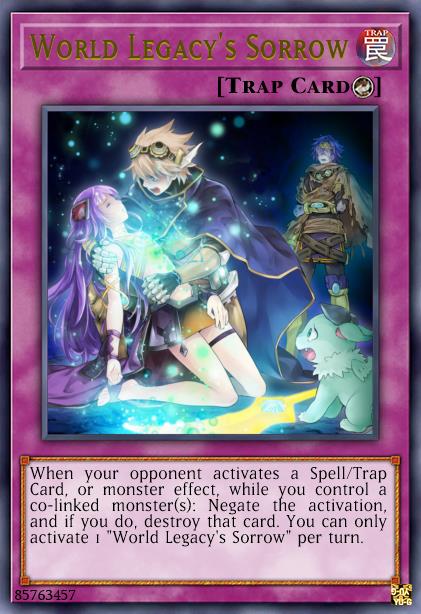 World Legacy's Sorrow
TRAP
罠
[Trap Card]
When your opponent activates a Spell/Trap
Card, or monster effect, while you control a
co-linked monster(s): Negate the activation,
and if you do, destroy that card. You can only
activate 1 "World Legacy's Sorrow" per turn.
85763457